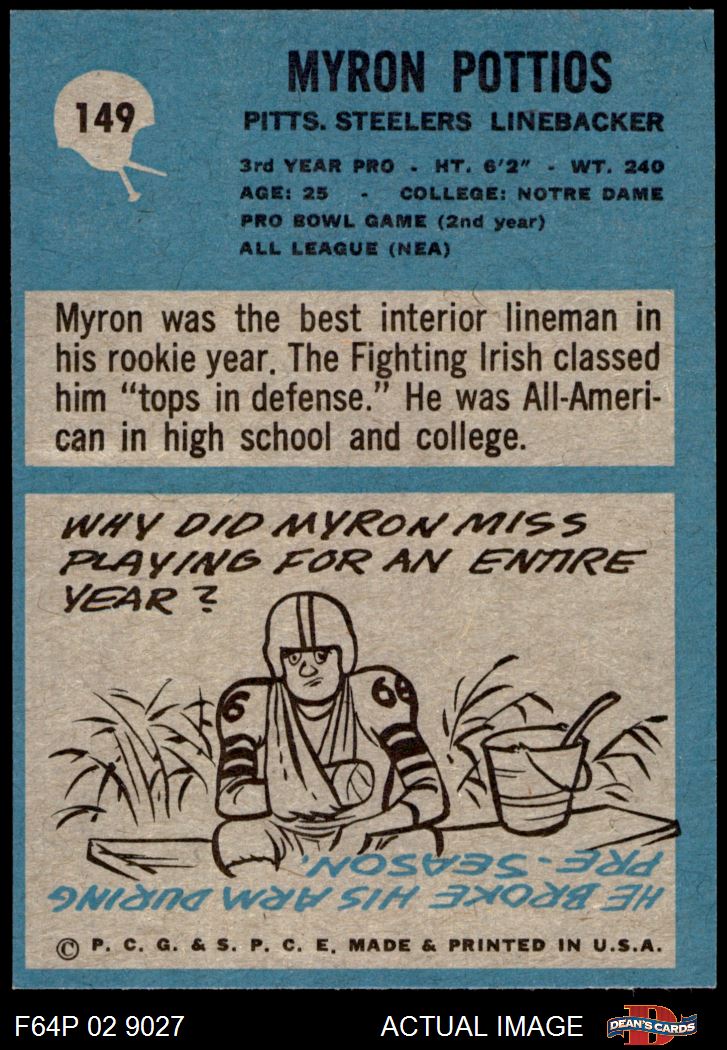 149
MYRON POTTIOS
PITTS. STEELERS LINEBACKER
3rd YEAR PRO - HT. 6'2" - WT. 240
AGE: 25 - COLLEGE: NOTRE DAME
PRO BOWL GAME (2nd year)
ALL LEAGUE (NEA)
Myron was the best interior lineman in
his rookie year. The Fighting Irish classed
him “tops in defense.” He was All-Ameri-
can in high school and college.
WHY DID MYRON MISS
PLAYING FOR AN ENTIRE
YEAR?
6
66
HE BROKE HIS ARM DURING
PRE-SEASON.
© P. C. G. & S. P. C. E. MADE & PRINTED IN U.S.A.
F64P 02 9027
ACTUAL IMAGE
D
DEAN'S CARDS